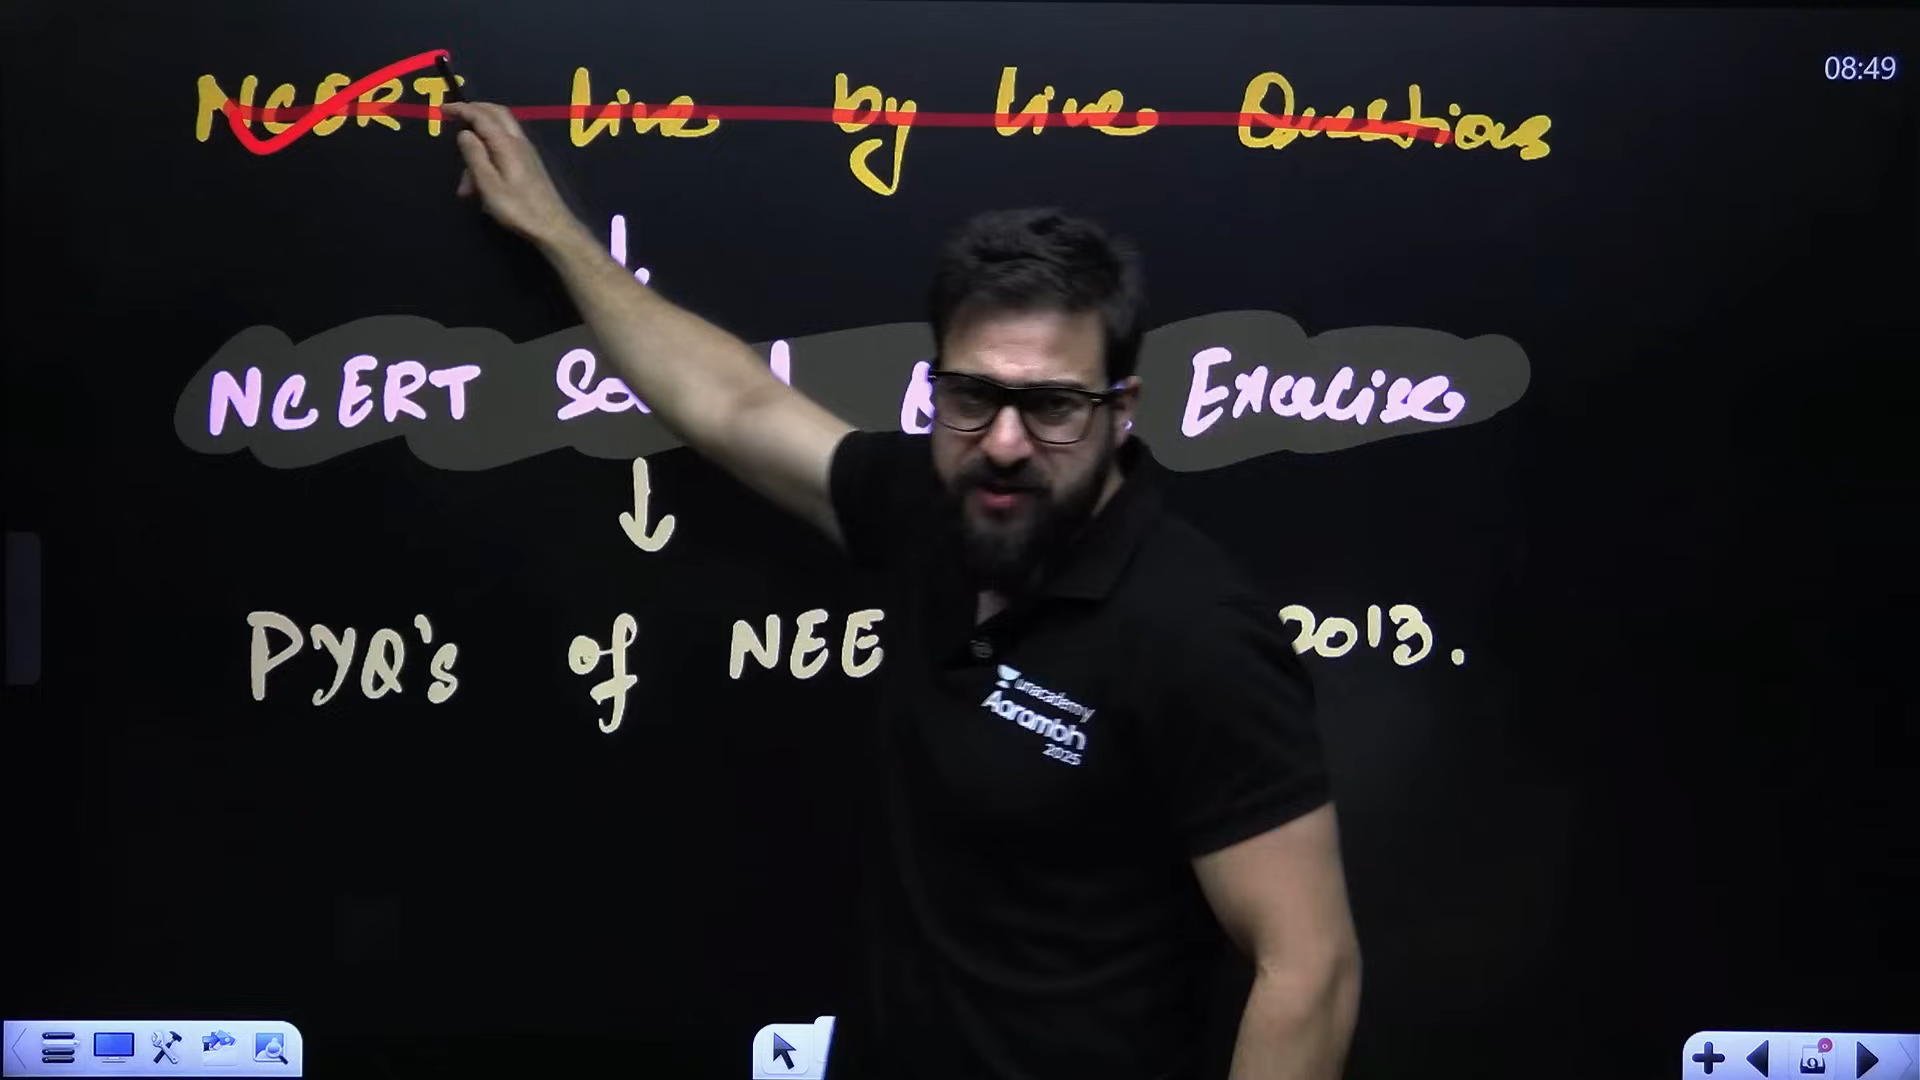 08:49
NCERT Line by Line Questions
NCERT Exercise
PYQ's of NEE 2013.
unacademy
Aarambh
2025